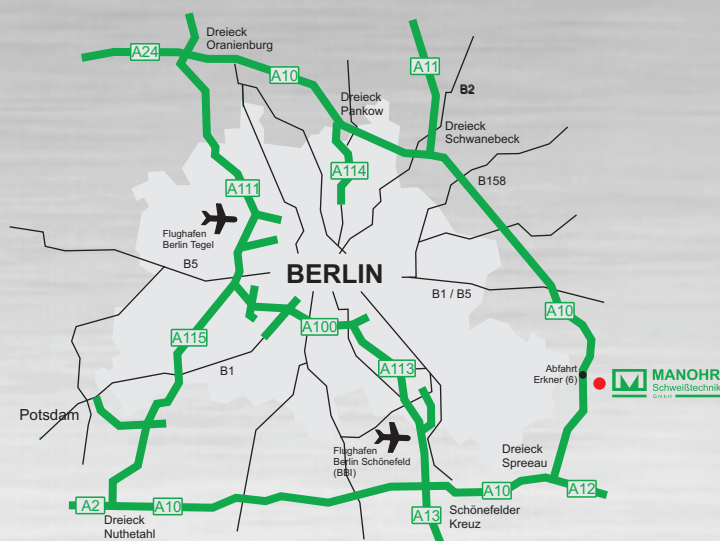 Dreieck
Oranienburg
A24
A10
A11
B2
Dreieck
Pankow
Dreieck
Schwanebeck
A114
B158
A111
Flughafen
Berlin Tegel
B5
BERLIN
B1 / B5
A10
A100
A115
B1
A113
Abfahrt
Erkner (6)
MANOHR
Schweißtechnik
GmbH
Potsdam
Flughafen
Berlin Schönefeld
(BBI)
Dreieck
Spreeau
A2
A10
A10
A12
Dreieck
Nuthetahl
A13
Schönefelder
Kreuz